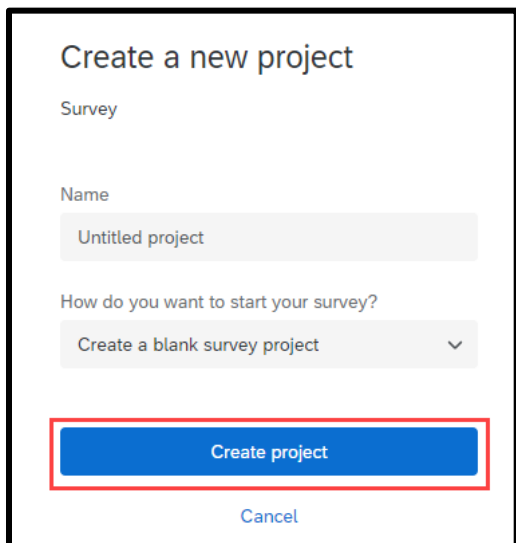 Create a new project
Survey
Name
Untitled project
How do you want to start your survey?
Create a blank survey project
Create project
Cancel